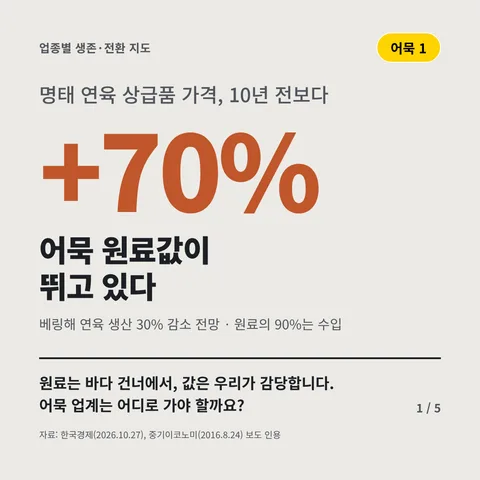 업종별 생존·전환 지도
어묵 1
명태 연육 상급품 가격, 10년 전보다
+70%
어묵 원료값이
뛰고 있다
베링해 연육 생산 30% 감소 전망 · 원료의 90%는 수입
원료는 바다 건너에서, 값은 우리가 감당합니다.
어묵 업계는 어디로 가야 할까요?
1 / 5
자료: 한국경제(2026.10.27), 중기이코노미(2016.8.24) 보도 인용